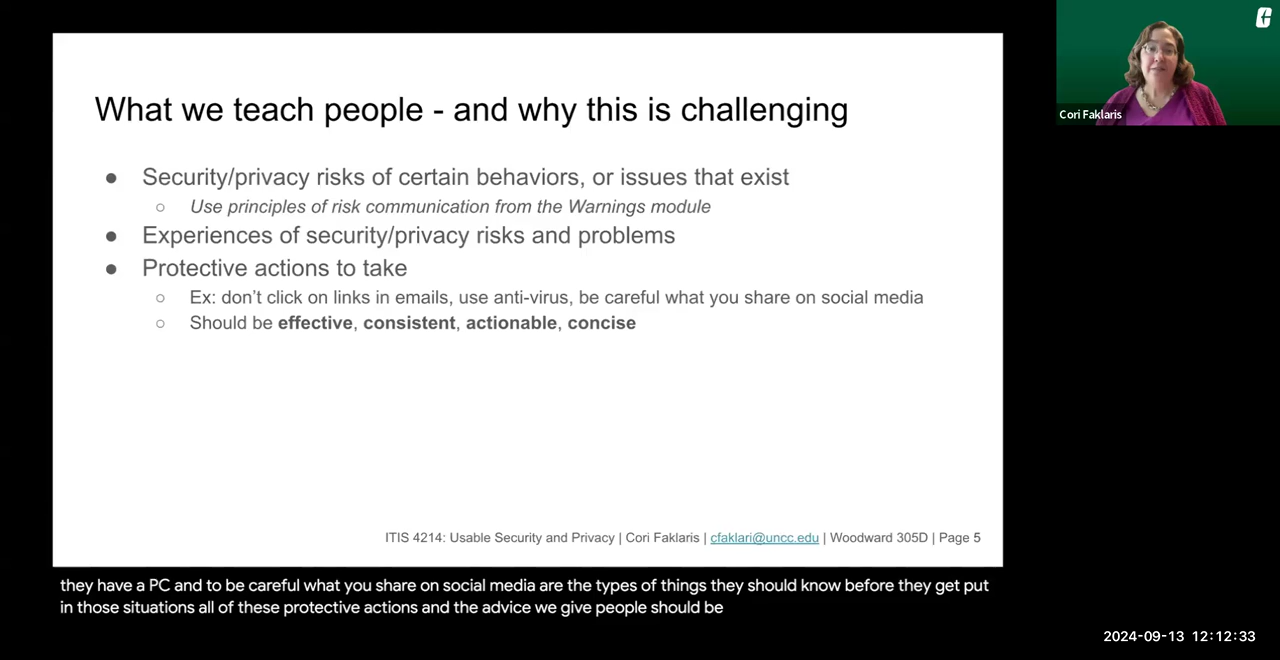 What we teach people - and why this is challenging
● Security/privacy risks of certain behaviors, or issues that exist
○ Use principles of risk communication from the Warnings module
● Experiences of security/privacy risks and problems
● Protective actions to take
○ Ex: don't click on links in emails, use anti-virus, be careful what you share on social media
○ Should be effective, consistent, actionable, concise
ITIS 4214: Usable Security and Privacy | Cori Faklaris | cfaklari@uncc.edu | Woodward 305D | Page 5
Cori Faklaris
they have a PC and to be careful what you share on social media are the types of things they should know before they get put
in those situations all of these protective actions and the advice we give people should be
2024-09-13 12:12:33